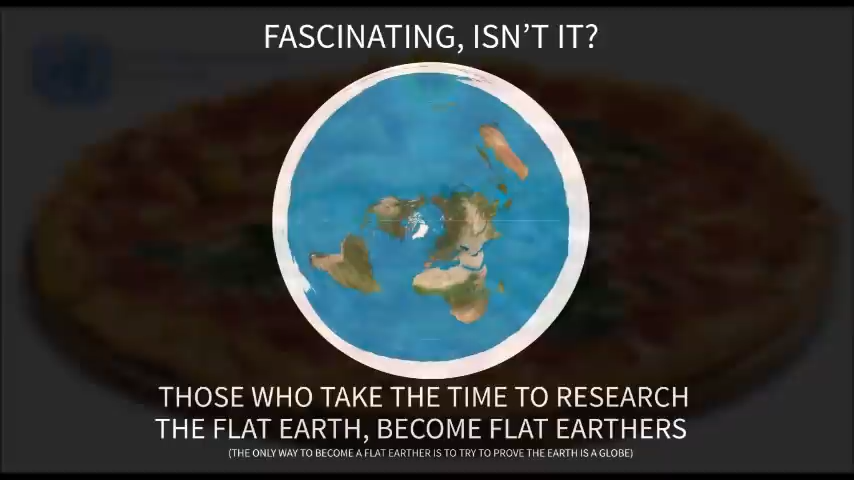 FASCINATING, ISN'T IT?
THOSE WHO TAKE THE TIME TO RESEARCH
THE FLAT EARTH, BECOME FLAT EARTHERS
(THE ONLY WAY TO BECOME A FLAT EARTHER IS TO TRY TO PROVE THE EARTH IS A GLOBE)